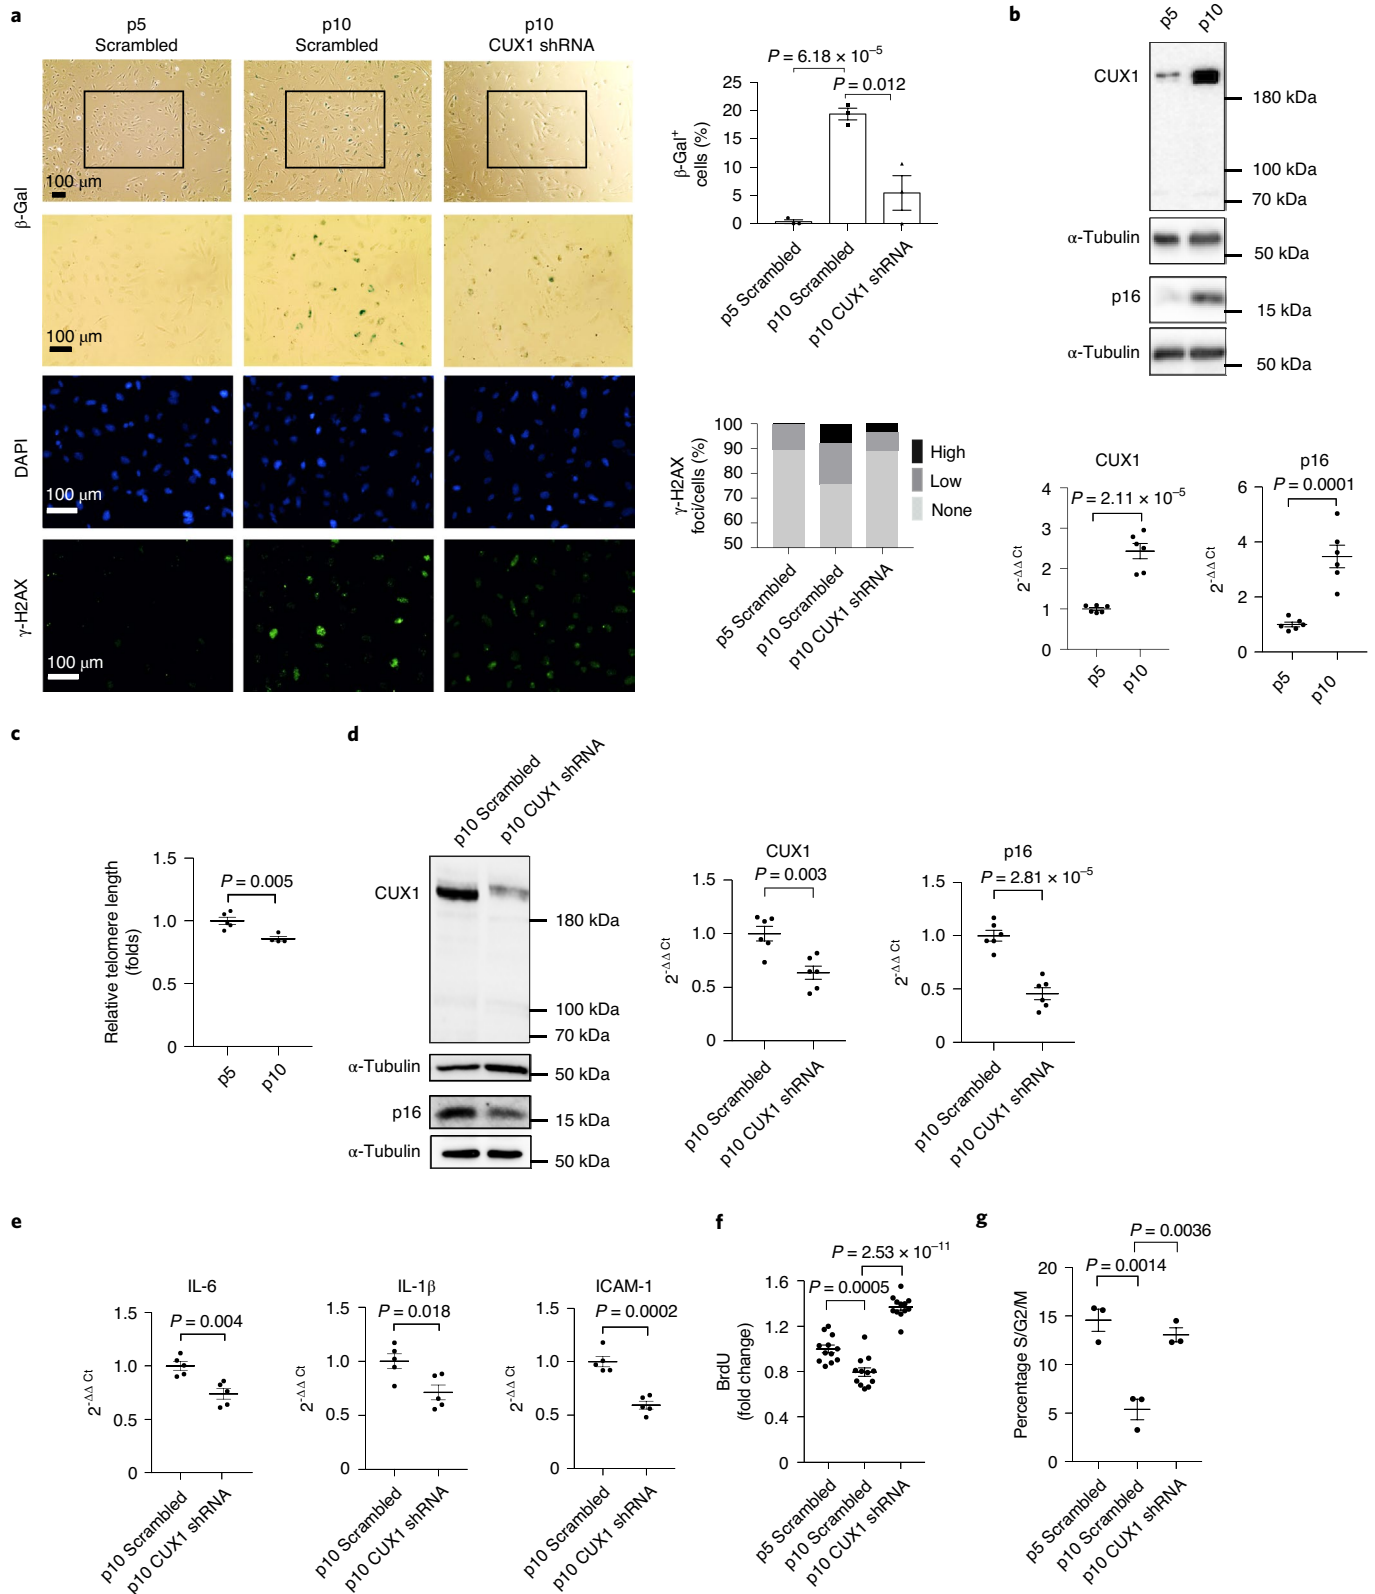 a
p5
Scrambled
p10
Scrambled
p10
CUX1 shRNA
β-Gal
100 μm
100 μm
DAPI
100 μm
γ-H2AX
100 μm
P = 6.18 × 10–5
P = 0.012
β-Gal+
cells (%)
25
20
15
10
5
0
p5 Scrambled
p10 Scrambled
p10 CUX1 shRNA
γ-H2AX
foci/cells (%)
100
90
80
70
60
50
High
Low
None
p5 Scrambled
p10 Scrambled
p10 CUX1 shRNA
b
p5
p10
CUX1
180 kDa
100 kDa
70 kDa
α-Tubulin
50 kDa
p16
15 kDa
α-Tubulin
50 kDa
CUX1
P = 2.11 × 10–5
2-ΔΔ Ct
4
3
2
1
0
p5
p10
p16
P = 0.0001
2-ΔΔ Ct
6
4
2
0
p5
p10
c
P = 0.005
Relative telomere length
(folds)
1.5
1.0
0.5
0
p5
p10
d
p10 Scrambled
p10 CUX1 shRNA
CUX1
180 kDa
100 kDa
70 kDa
α-Tubulin
50 kDa
p16
15 kDa
α-Tubulin
50 kDa
CUX1
P = 0.003
2-ΔΔ Ct
1.5
1.0
0.5
0
p10 Scrambled
p10 CUX1 shRNA
p16
P = 2.81 × 10–5
2-ΔΔ Ct
1.5
1.0
0.5
0
p10 Scrambled
p10 CUX1 shRNA
e
IL-6
P = 0.004
2-ΔΔ Ct
1.5
1.0
0.5
0
p10 Scrambled
p10 CUX1 shRNA
IL-1β
P = 0.018
2-ΔΔ Ct
1.5
1.0
0.5
0
p10 Scrambled
p10 CUX1 shRNA
ICAM-1
P = 0.0002
2-ΔΔ Ct
1.5
1.0
0.5
0
p10 Scrambled
p10 CUX1 shRNA
f
P = 2.53 × 10–11
P = 0.0005
BrdU
(fold change)
1.6
1.2
0.8
0.4
0
p5 Scrambled
p10 Scrambled
p10 CUX1 shRNA
g
P = 0.0036
P = 0.0014
Percentage S/G2/M
20
15
10
5
0
p5 Scrambled
p10 Scrambled
p10 CUX1 shRNA